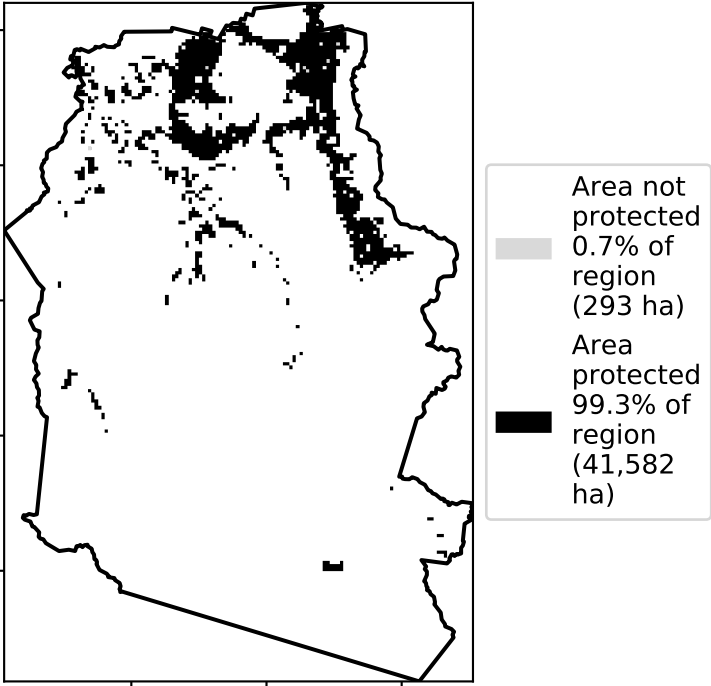 Area not
protected
0.7% of
region
(293 ha)
Area
protected
99.3% of
region
(41,582
ha)